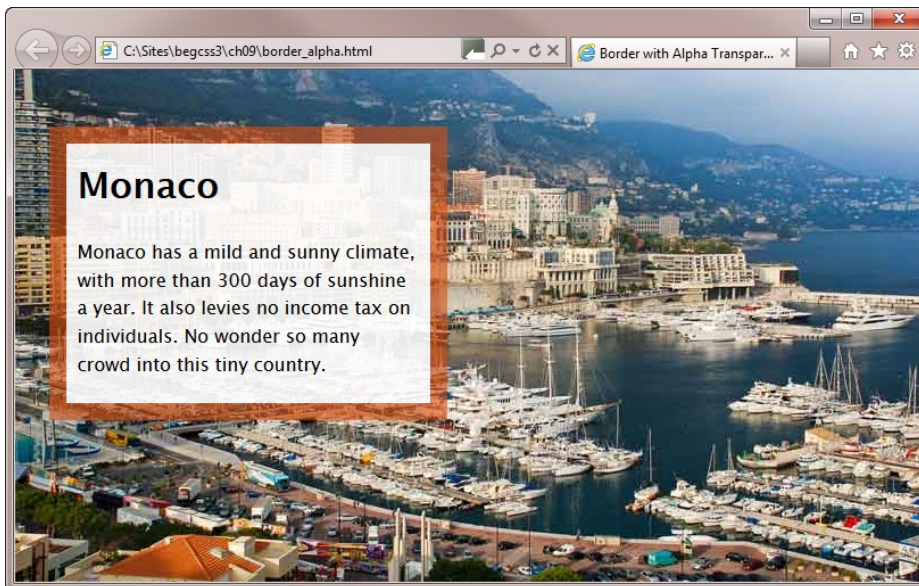 C:\Sites\begcss3\ch09\border_alpha.html
Border with Alpha Transpar...
Monaco
Monaco has a mild and sunny climate,
with more than 300 days of sunshine
a year. It also levies no income tax on
individuals. No wonder so many
crowd into this tiny country.